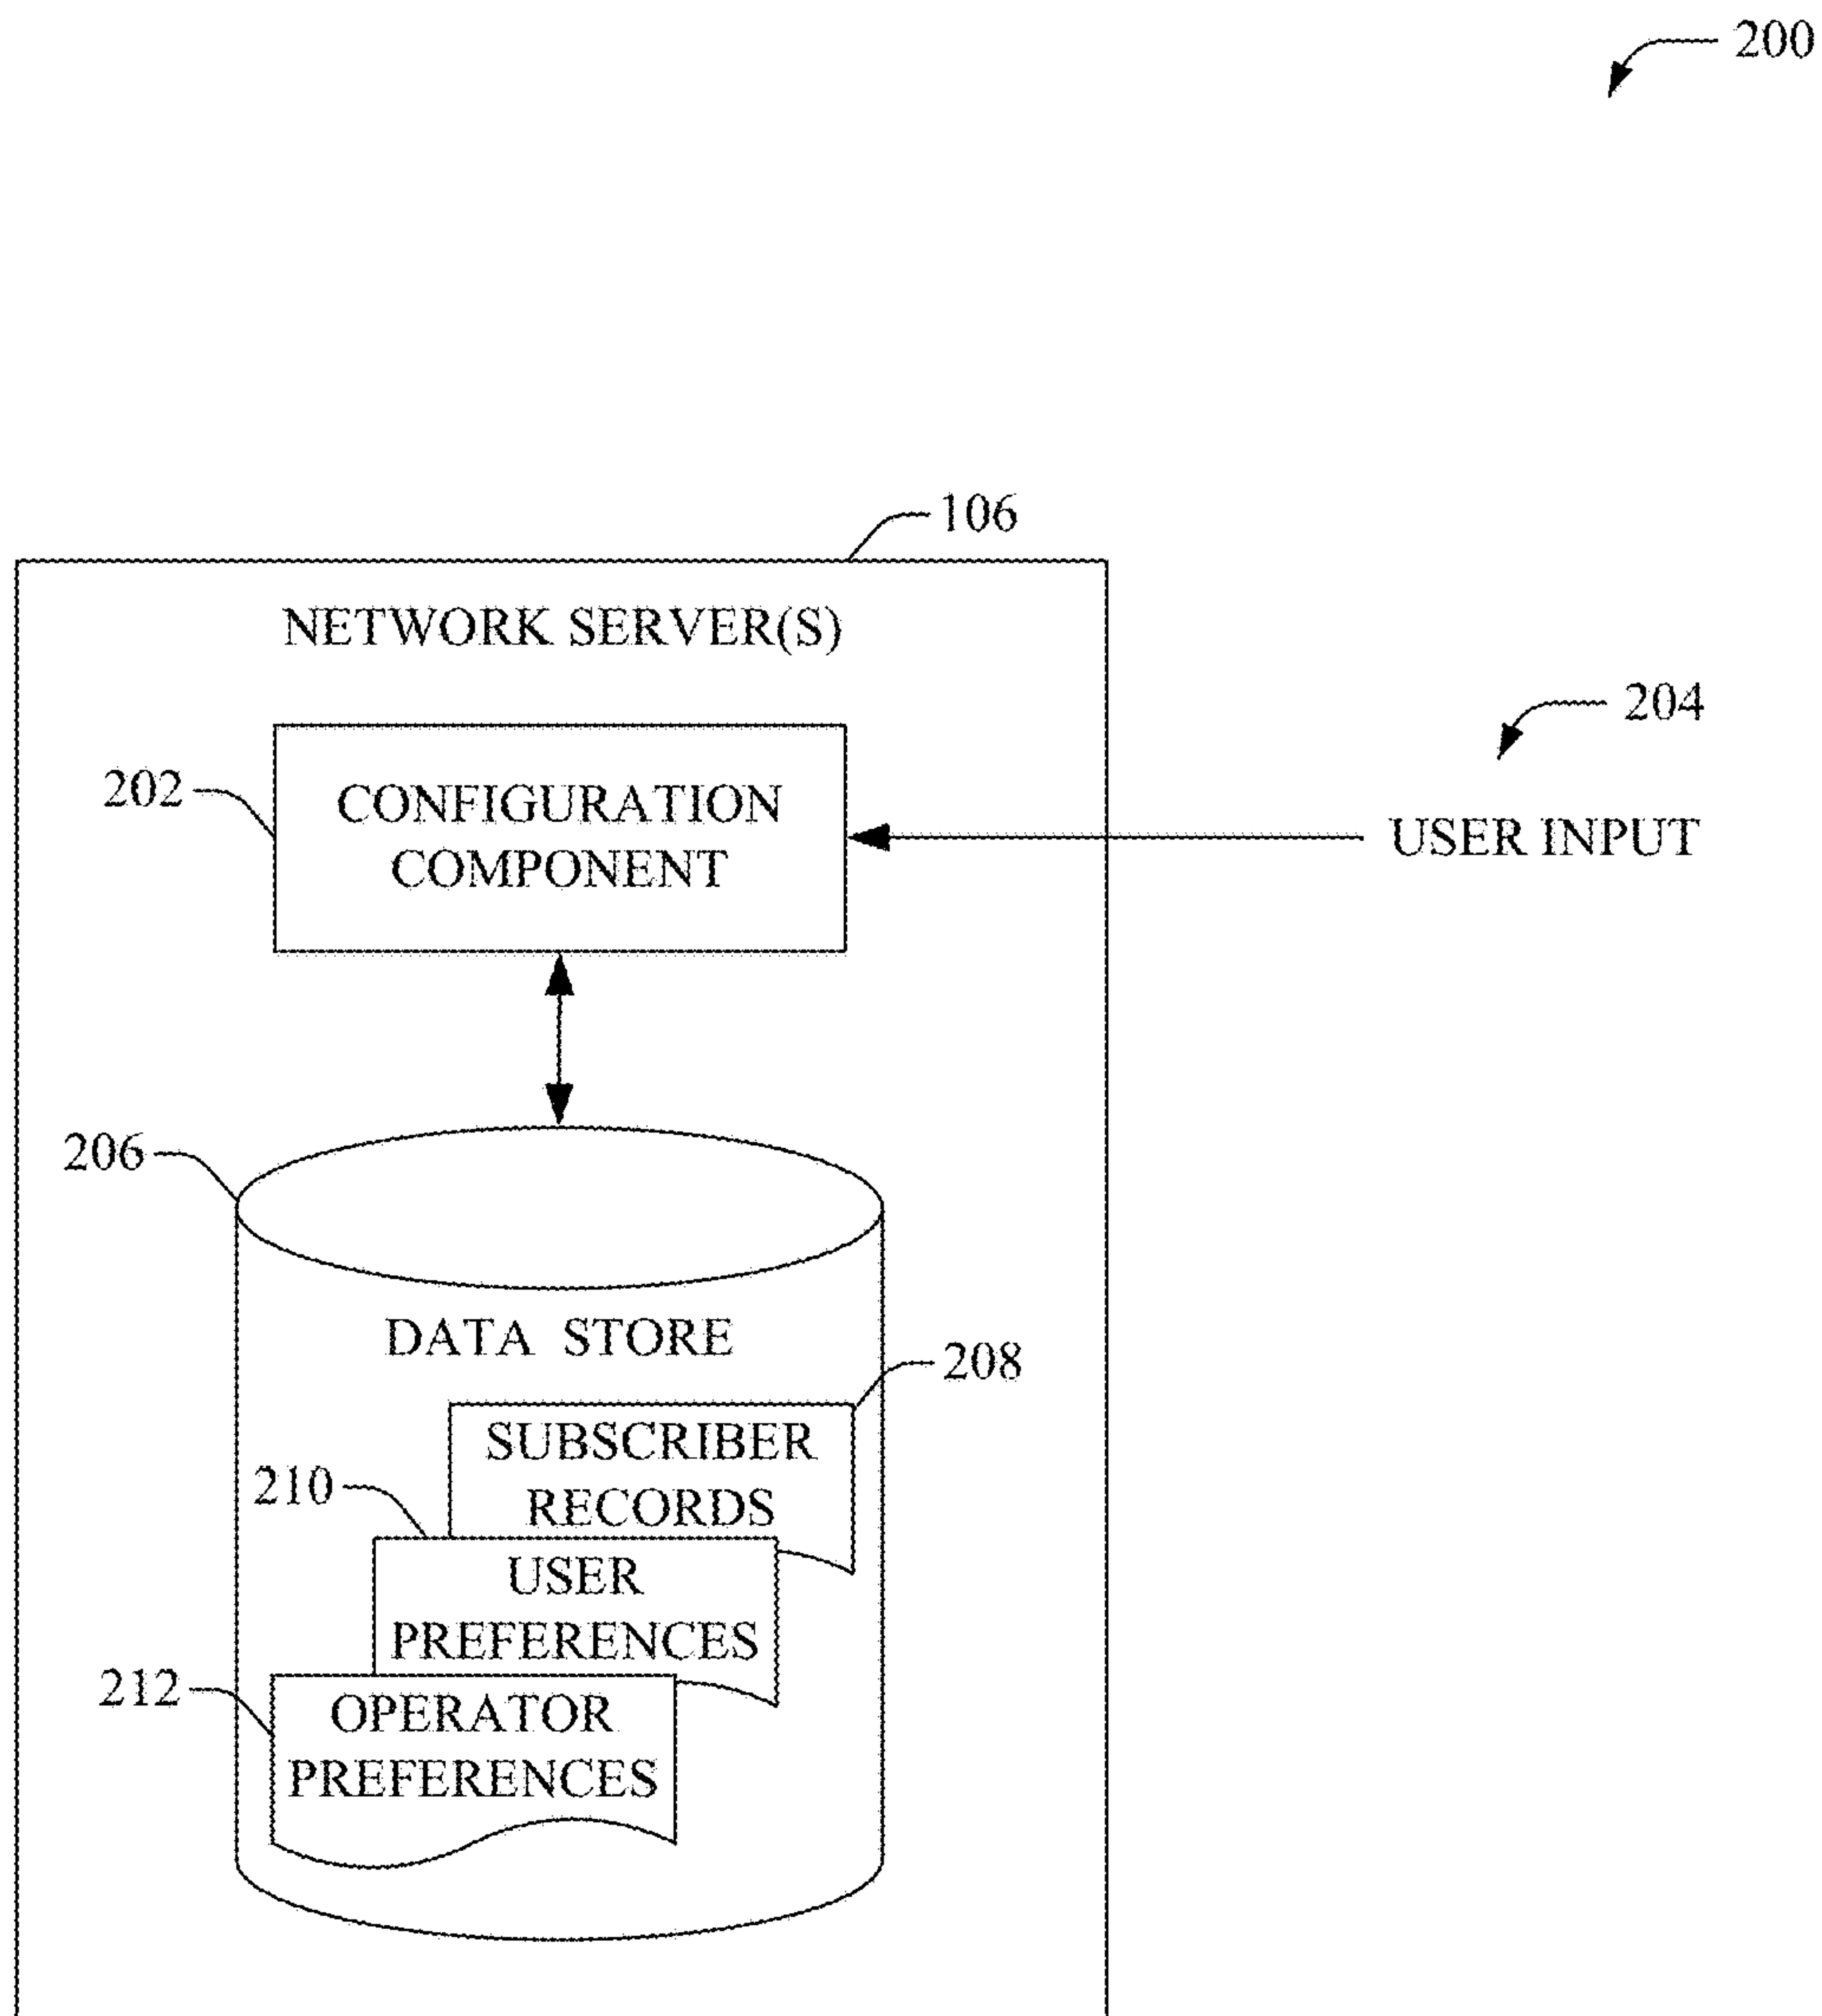 200
106
NETWORK SERVER(S)
204
202
CONFIGURATION
COMPONENT
USER INPUT
206
DATA STORE
208
SUBSCRIBER
RECORDS
210
USER
PREFERENCES
212
OPERATOR
PREFERENCES